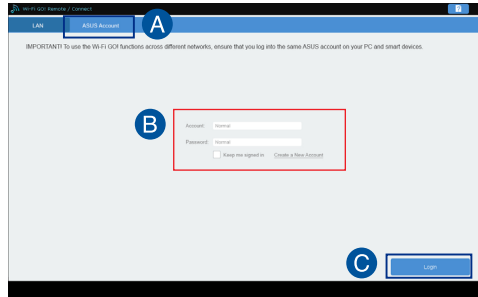 Wi-Fi GO! Remote / Connect
?
LAN
ASUS Account
A
IMPORTANT! To use the Wi-Fi GO! functions across different networks, ensure that you log into the same ASUS account on your PC and smart devices.
B
Account: Normal
Password: Normal
Keep me signed in Create a New Account
C
Login